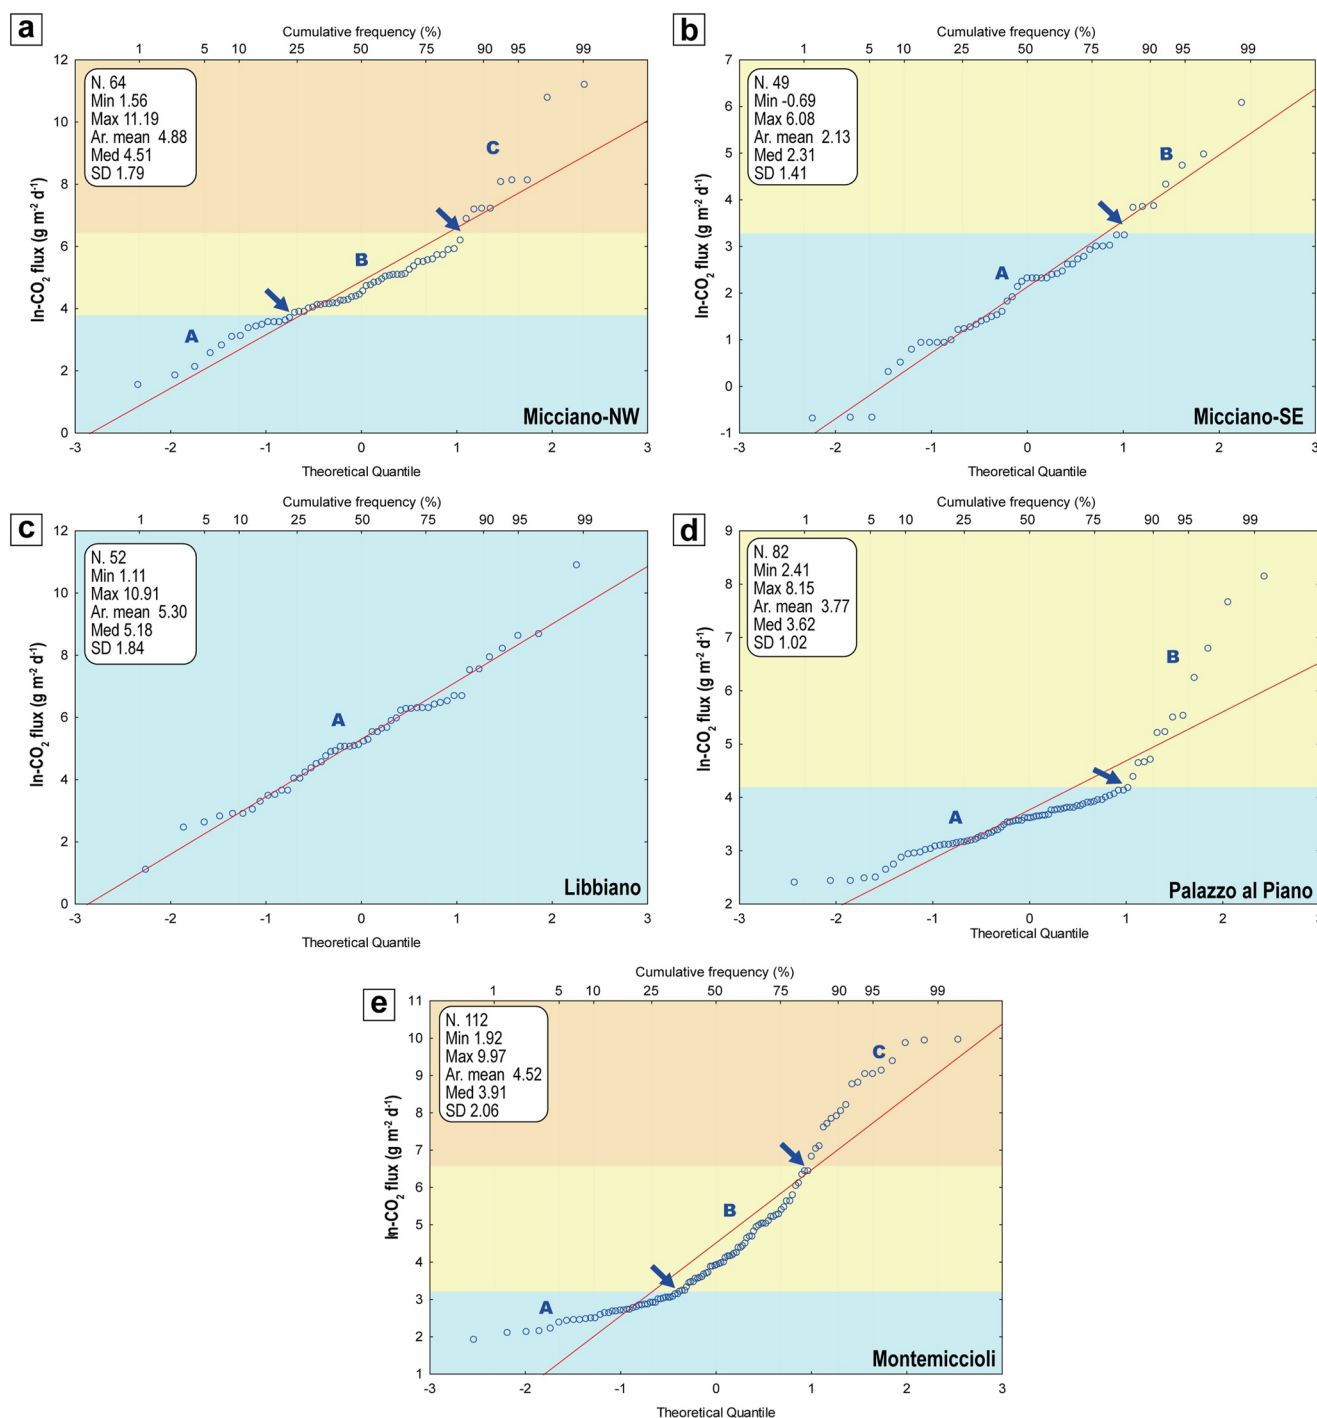 a
Cumulative frequency (%)
1 5 10 25 50 75 90 95 99
12
10
8
6
4
2
0
ln-CO2 flux (g m-2 d-1)
N. 64
Min 1.56
Max 11.19
Ar. mean 4.88
Med 4.51
SD 1.79
A
B
C
Micciano-NW
-3 -2 -1 0 1 2 3
Theoretical Quantile
b
Cumulative frequency (%)
1 5 10 25 50 75 90 95 99
7
6
5
4
3
2
1
0
-1
ln-CO2 flux (g m-2 d-1)
N. 49
Min -0.69
Max 6.08
Ar. mean 2.13
Med 2.31
SD 1.41
A
B
Micciano-SE
-3 -2 -1 0 1 2 3
Theoretical Quantile
c
Cumulative frequency (%)
1 5 10 25 50 75 90 95 99
12
10
8
6
4
2
0
ln-CO2 flux (g m-2 d-1)
N. 52
Min 1.11
Max 10.91
Ar. mean 5.30
Med 5.18
SD 1.84
A
Libbiano
-3 -2 -1 0 1 2 3
Theoretical Quantile
d
Cumulative frequency (%)
1 5 10 25 50 75 90 95 99
9
8
7
6
5
4
3
2
ln-CO2 flux (g m-2 d-1)
N. 82
Min 2.41
Max 8.15
Ar. mean 3.77
Med 3.62
SD 1.02
A
B
Palazzo al Piano
-3 -2 -1 0 1 2 3
Theoretical Quantile
e
Cumulative frequency (%)
1 5 10 25 50 75 90 95 99
11
10
9
8
7
6
5
4
3
2
1
ln-CO2 flux (g m-2 d-1)
N. 112
Min 1.92
Max 9.97
Ar. mean 4.52
Med 3.91
SD 2.06
A
B
C
Montemiccioli
-3 -2 -1 0 1 2 3
Theoretical Quantile